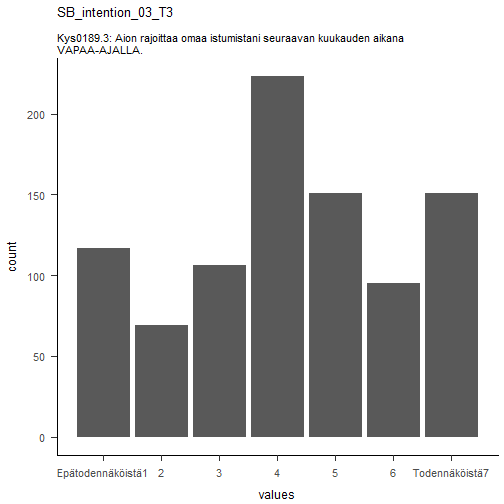 SB_intention_03_T3
Kys0189.3: Aion rajoittaa omaa istumistani seuraavan kuukauden aikana
VAPAA-AJALLA.
200
150
100
50
0
count
Epätodennäköistä1 2 3 4 5 6 Todennäköistä7
values